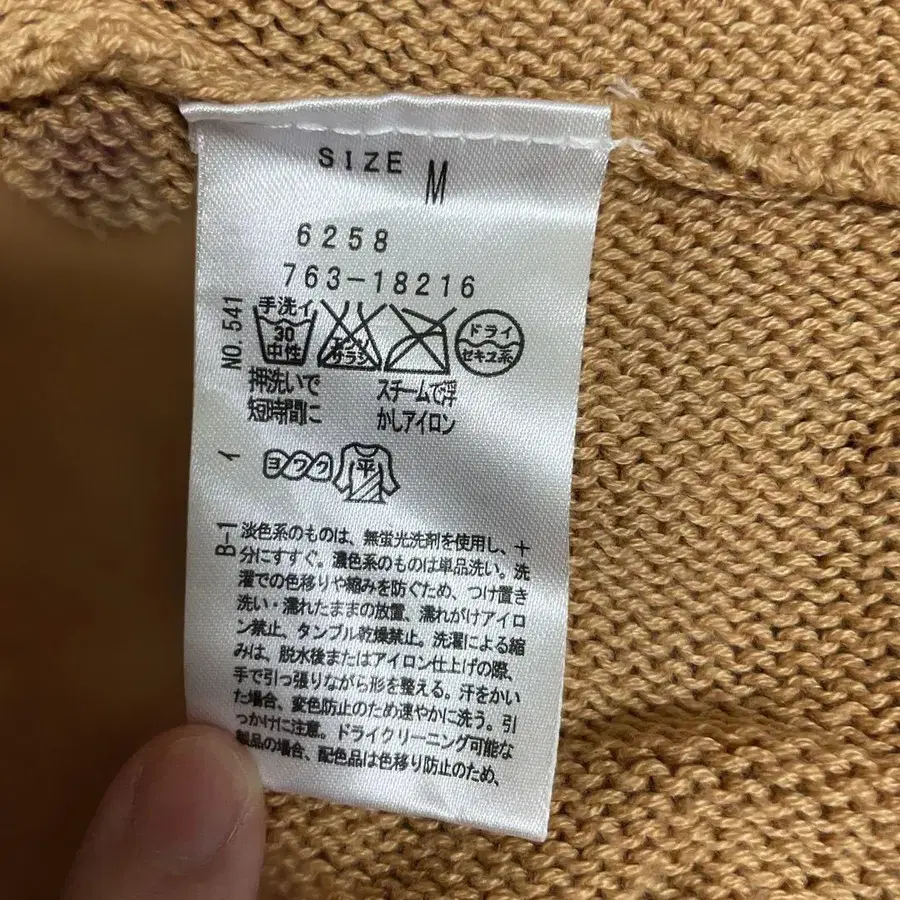 SIZE M
6258
763-18216
NO.541
手洗イ
30
中性
エンソ
サラシ
ドライ
セキユ系
押洗いで
短時間に
スチームで浮
かしアイロン
イ
ヨワク
平
B-1
淡色系のものは、無蛍光洗剤を使用し、十
分にすすぐ。濃色系のものは単品洗い。洗
濯での色移りや縮みを防ぐため、つけ置き
洗い・濡れたままの放置、濡れがけアイロ
ン禁止、タンブル乾燥禁止。洗濯による縮
みは、脱水後またはアイロン仕上げの際、
手で引っ張りながら形を整える。汗をかい
た場合、変色防止のため速やかに洗う。引
っかけに注意。ドライクリーニング可能な
製品の場合、配色品は色移り防止のため、